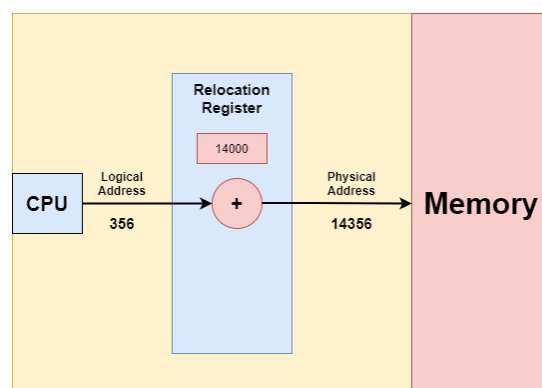 Relocation
Register
14000
Logical
Address
Physical
Address
CPU
+
Memory
356
14356